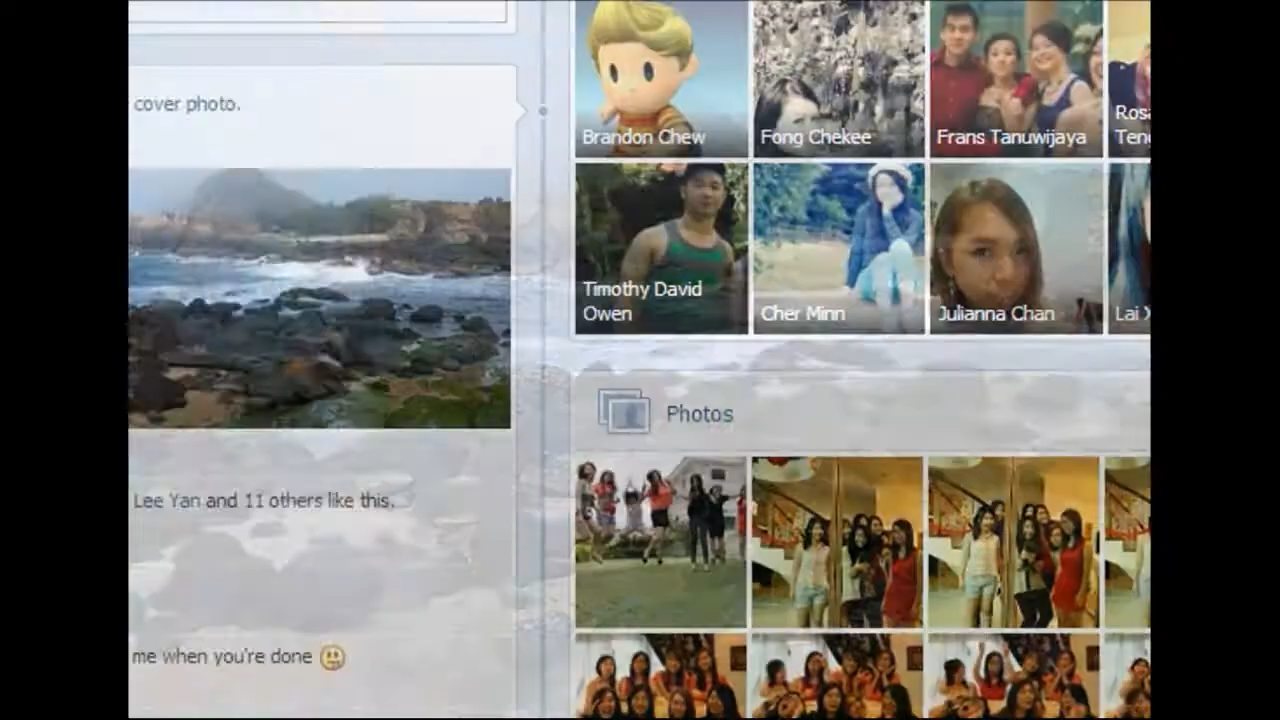 cover photo.
Lee Yan and 11 others like this.
me when you're done
Brandon Chew
Fong Chekee
Frans Tanuwijaya
Timothy David
Owen
Cher Minn
Julianna Chan
Lai
Photos